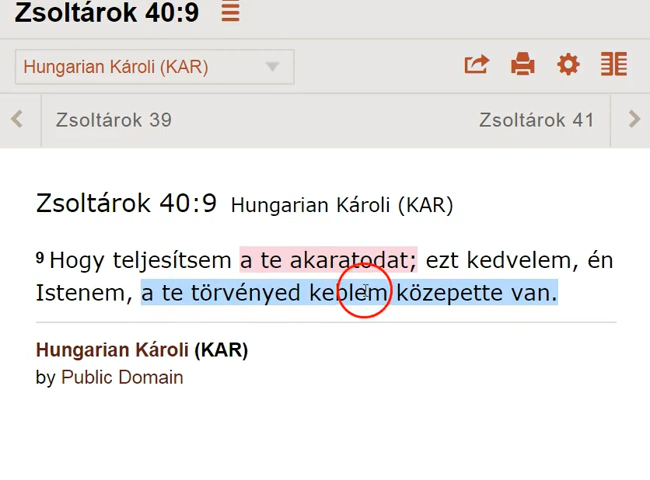 Zsoltárok 40:9
Hungarian Károli (KAR)
Zsoltárok 39
Zsoltárok 41
Zsoltárok 40:9 Hungarian Károli (KAR)
9 Hogy teljesítsem a te akaratodat; ezt kedvelem, én
Istenem, a te törvényed keblem közepette van.
Hungarian Károli (KAR)
by Public Domain